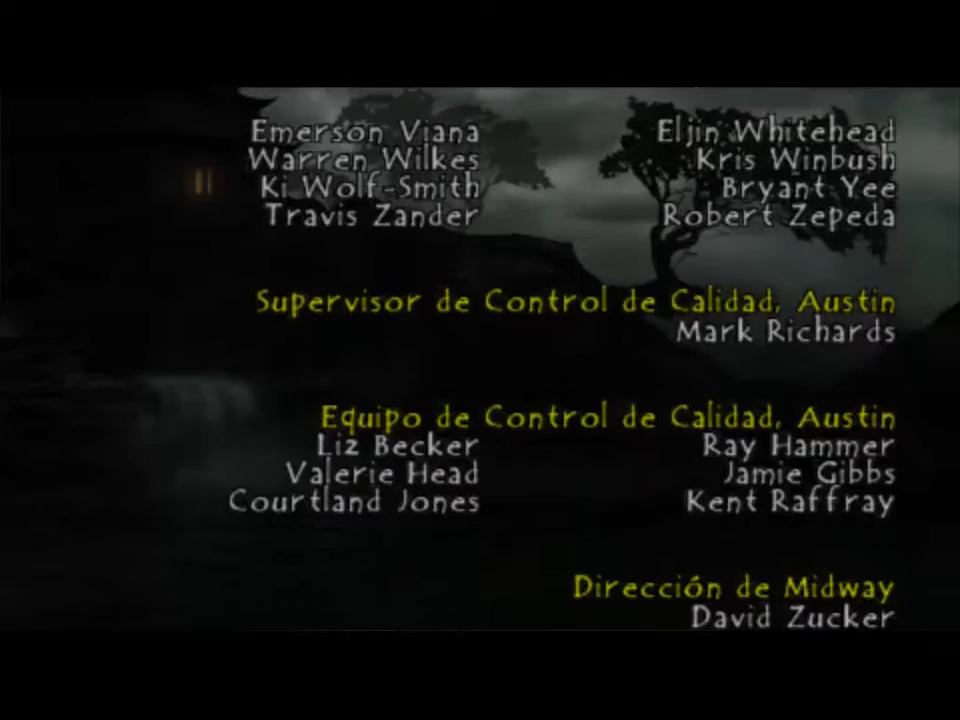 Emerson Viana Eljin Whitehead
Warren Wilkes Kris Winbush
Ki Wolf-Smith Bryant Yee
Travis Zander Robert Zepeda
Supervisor de Control de Calidad, Austin
Mark Richards
Equipo de Control de Calidad, Austin
Liz Becker Ray Hammer
Valerie Head Jamie Gibbs
Courtland Jones Kent Raffray
Dirección de Midway
David Zucker